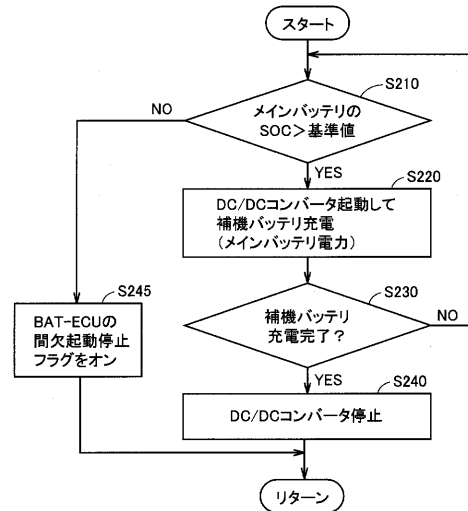 スタート
S210
NO
メインバッテリの
SOC＞基準値
YES
S220
DC/DCコンバータ起動して
補機バッテリ充電
(メインバッテリ電力)
S245
BAT-ECUの
間欠起動停止
フラグをオン
S230
NO
補機バッテリ
充電完了？
YES
S240
DC/DCコンバータ停止
リターン